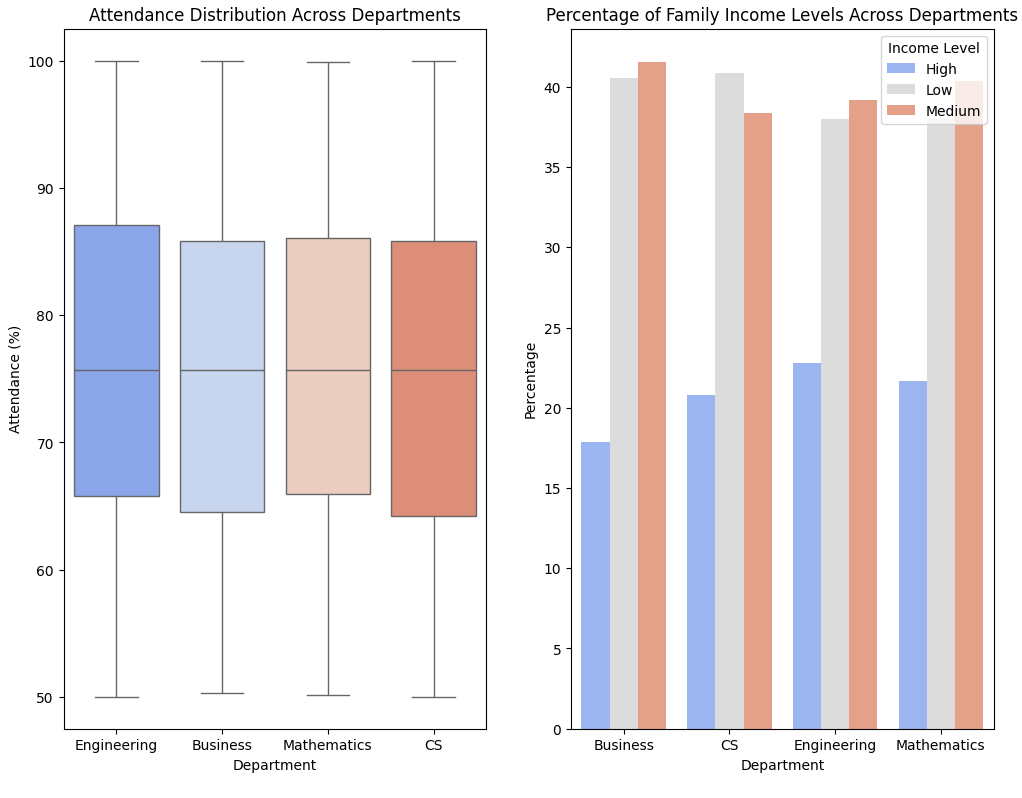 Attendance Distribution Across Departments
100
90
80
70
60
50
Attendance (%)
Engineering
Business
Mathematics
CS
Department
Percentage of Family Income Levels Across Departments
Income Level
High
Low
Medium
40
35
30
25
20
15
10
5
0
Percentage
Business
CS
Engineering
Mathematics
Department